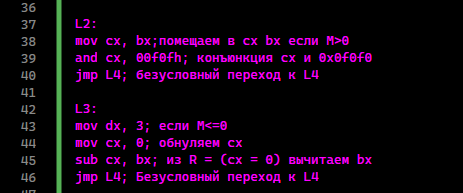 36
37 L2:
38 mov cx, bx;помещаем в cx bx если M>0
39 and cx, 00f0fh; конъюнкция cx и 0x0f0f0
40 jmp L4; безусловный переход к L4
41
42 L3:
43 mov dx, 3; если M<=0
44 mov cx, 0; обнуляем cx
45 sub cx, bx; из R = (cx = 0) вычитаем bx
46 jmp L4; Безусловный переход к L4